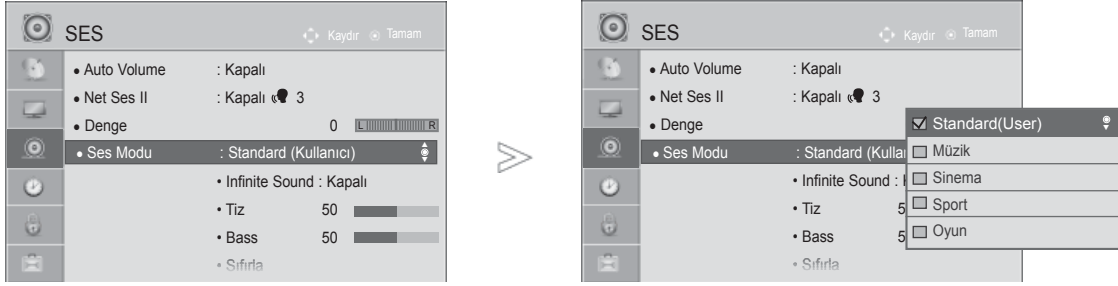 SES
Kaydır
Tamam
• Auto Volume : Kapalı
• Net Ses II : Kapalı 3
• Denge 0 L R
• Ses Modu : Standard (Kullanıcı)
• Infinite Sound : Kapalı
• Tiz 50
• Bass 50
• Sıfırla
SES
Kaydır
Tamam
• Auto Volume : Kapalı
• Net Ses II : Kapalı 3
• Denge
• Ses Modu : Standard (Kullan
• Infinite Sound :
• Tiz 5
• Bass 5
• Sıfırla
Standard(User)
Müzik
Sinema
Sport
Oyun